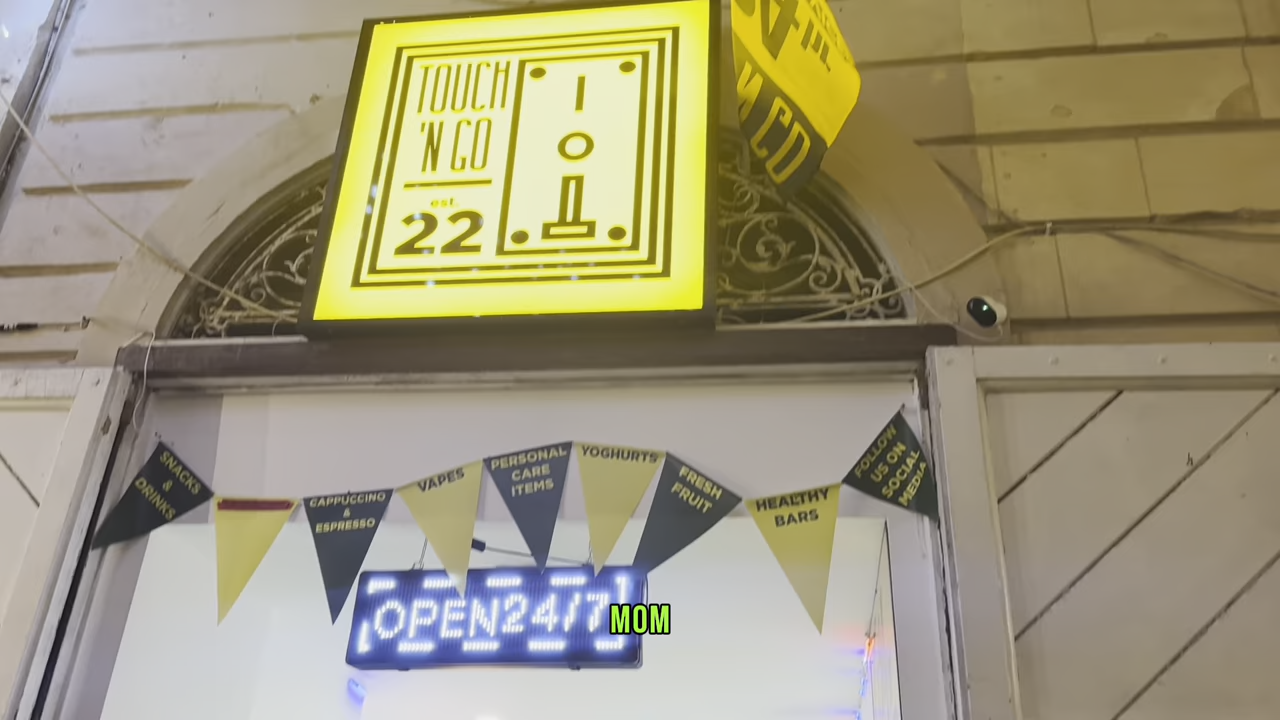 TOUCH
'N GO
est.
22
SNACKS
&
DRINKS
CAPPUCCINO
&
ESPRESSO
VAPES
PERSONAL
CARE
ITEMS
YOGHURTS
FRESH
FRUIT
HEALTHY
BARS
FOLLOW
US ON
SOCIAL
MEDIA
OPEN24/7
MOM